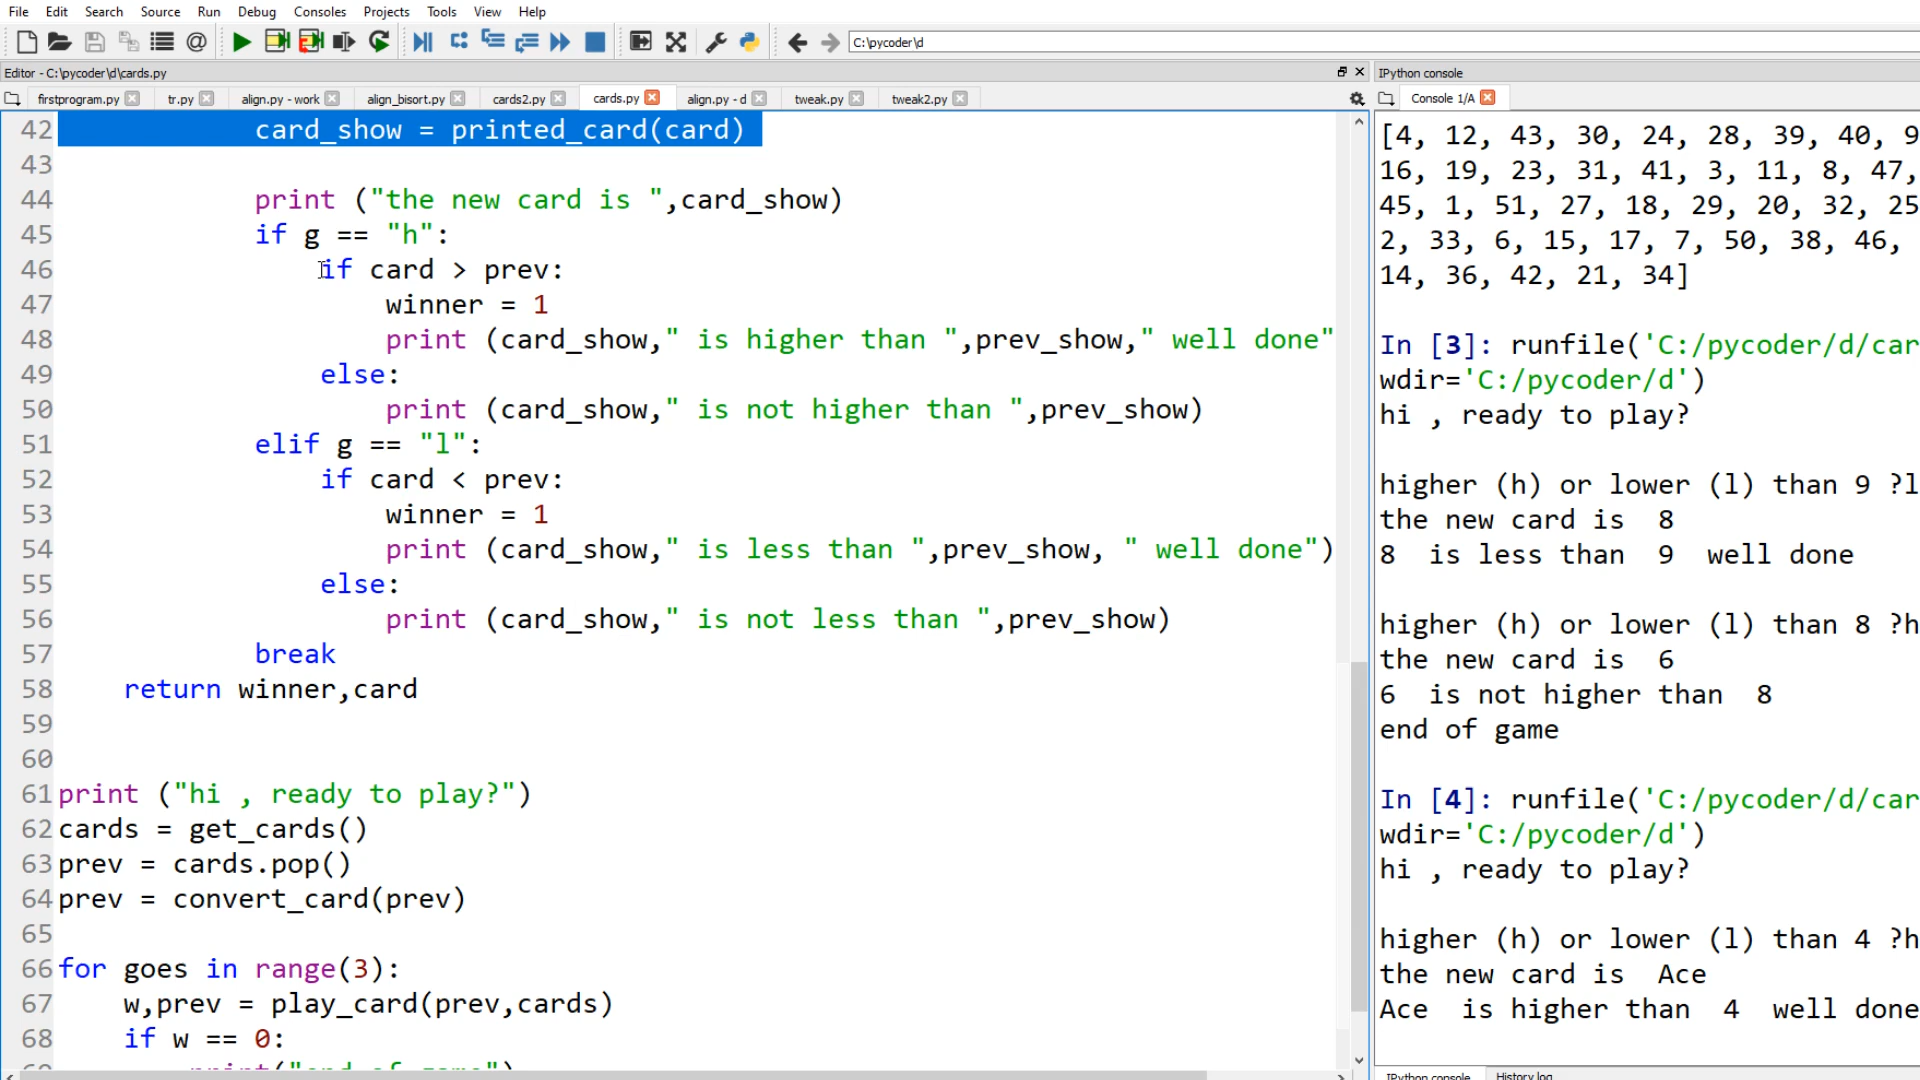 File Edit Search Source Run Debug Consoles Projects Tools View Help
C:\pycoder\d
Editor - C:\pycoder\d\cards.py
IPython console
firstprogram.py tr.py align.py - work align_bisort.py cards2.py cards.py align.py - d tweak.py tweak2.py
Console 1/A
42 card_show = printed_card(card)
43
44 print ("the new card is ",card_show)
45 if g == "h":
46 if card > prev:
47 winner = 1
48 print (card_show," is higher than ",prev_show," well done"
49 else:
50 print (card_show," is not higher than ",prev_show)
51 elif g == "l":
52 if card < prev:
53 winner = 1
54 print (card_show," is less than ",prev_show, " well done")
55 else:
56 print (card_show," is not less than ",prev_show)
57 break
58 return winner,card
59
60
61 print ("hi , ready to play?")
62 cards = get_cards()
63 prev = cards.pop()
64 prev = convert_card(prev)
65
66 for goes in range(3):
67 w,prev = play_card(prev,cards)
68 if w == 0:
print("end of game")
[4, 12, 43, 30, 24, 28, 39, 40, 9
16, 19, 23, 31, 41, 3, 11, 8, 47,
45, 1, 51, 27, 18, 29, 20, 32, 25
2, 33, 6, 15, 17, 7, 50, 38, 46,
14, 36, 42, 21, 34]
In [3]: runfile('C:/pycoder/d/car
wdir='C:/pycoder/d')
hi , ready to play?
higher (h) or lower (l) than 9 ?l
the new card is  8
8  is less than  9  well done
higher (h) or lower (l) than 8 ?h
the new card is  6
6  is not higher than  8
end of game
In [4]: runfile('C:/pycoder/d/car
wdir='C:/pycoder/d')
hi , ready to play?
higher (h) or lower (l) than 4 ?h
the new card is  Ace
Ace  is higher than  4  well done
IPython console History log